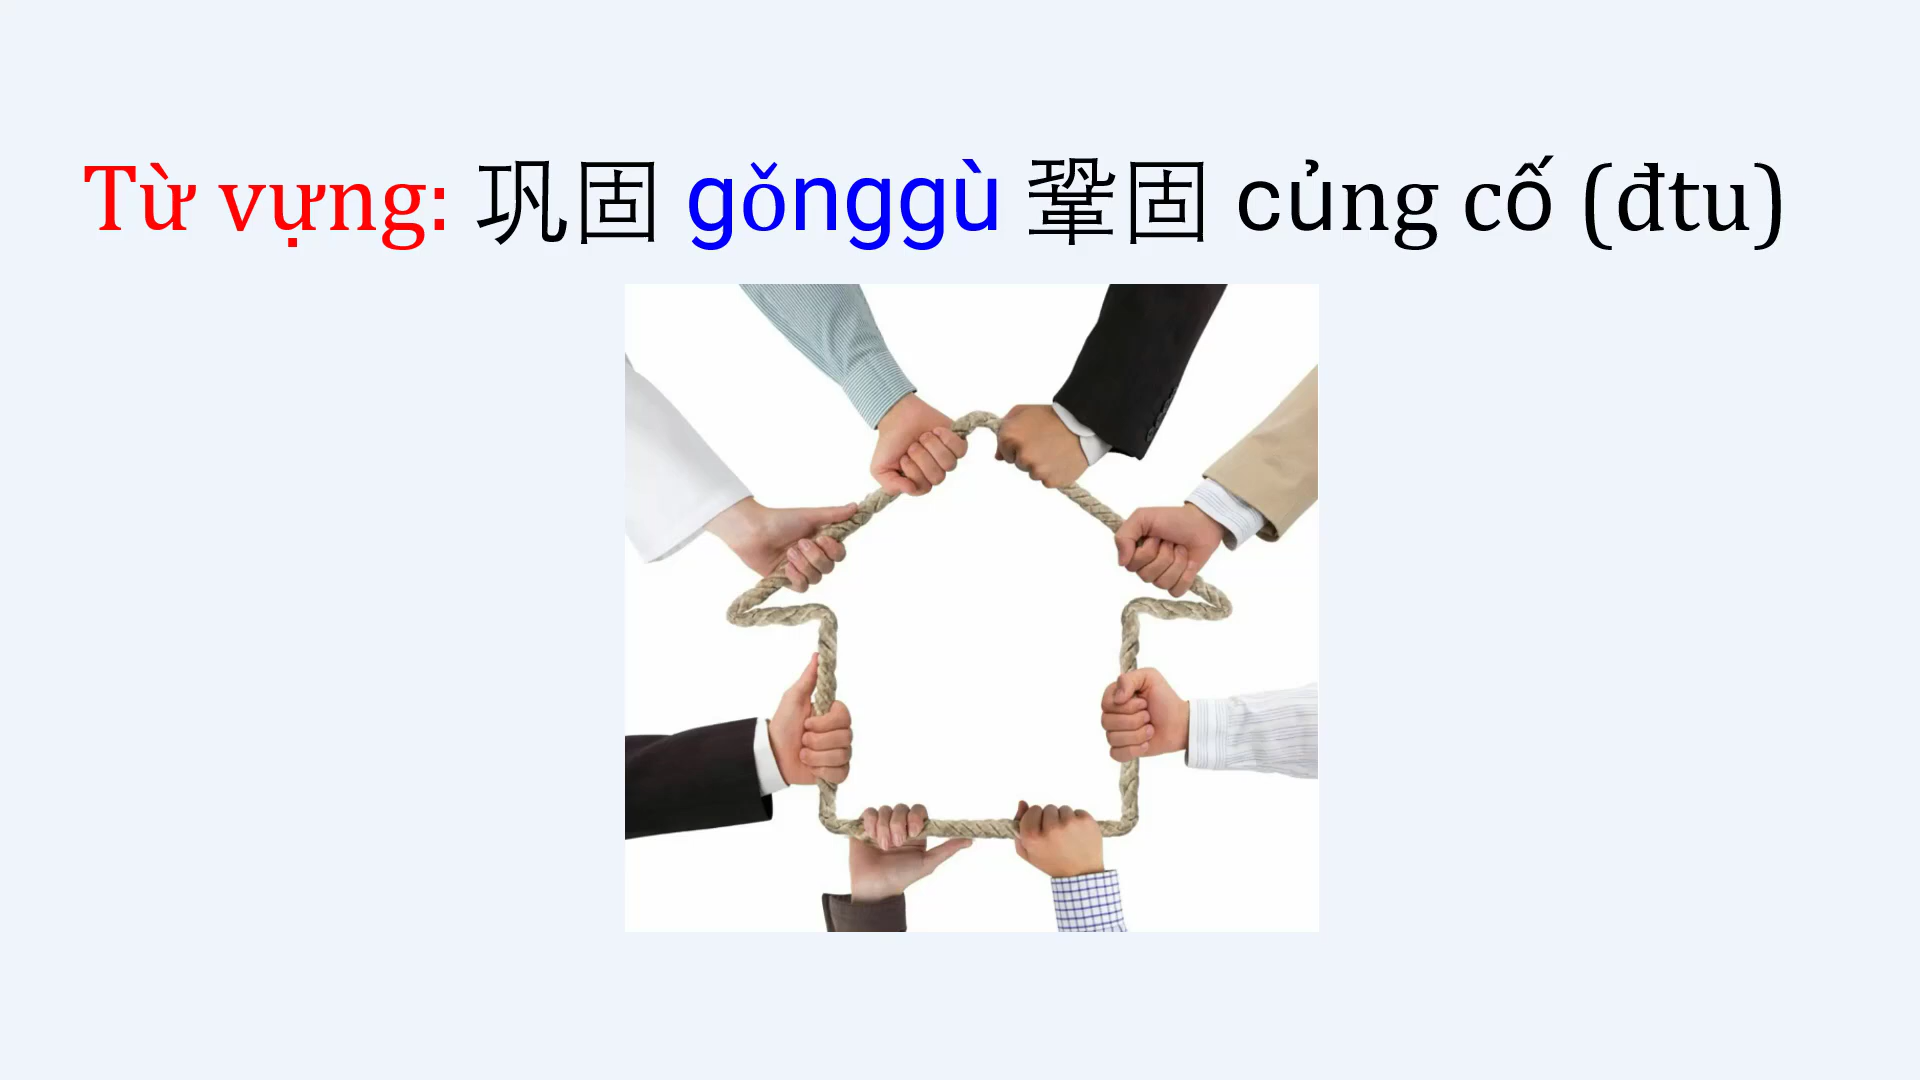 Từ vựng: 巩固 gǒnggù 鞏固 củng cố (đtu)